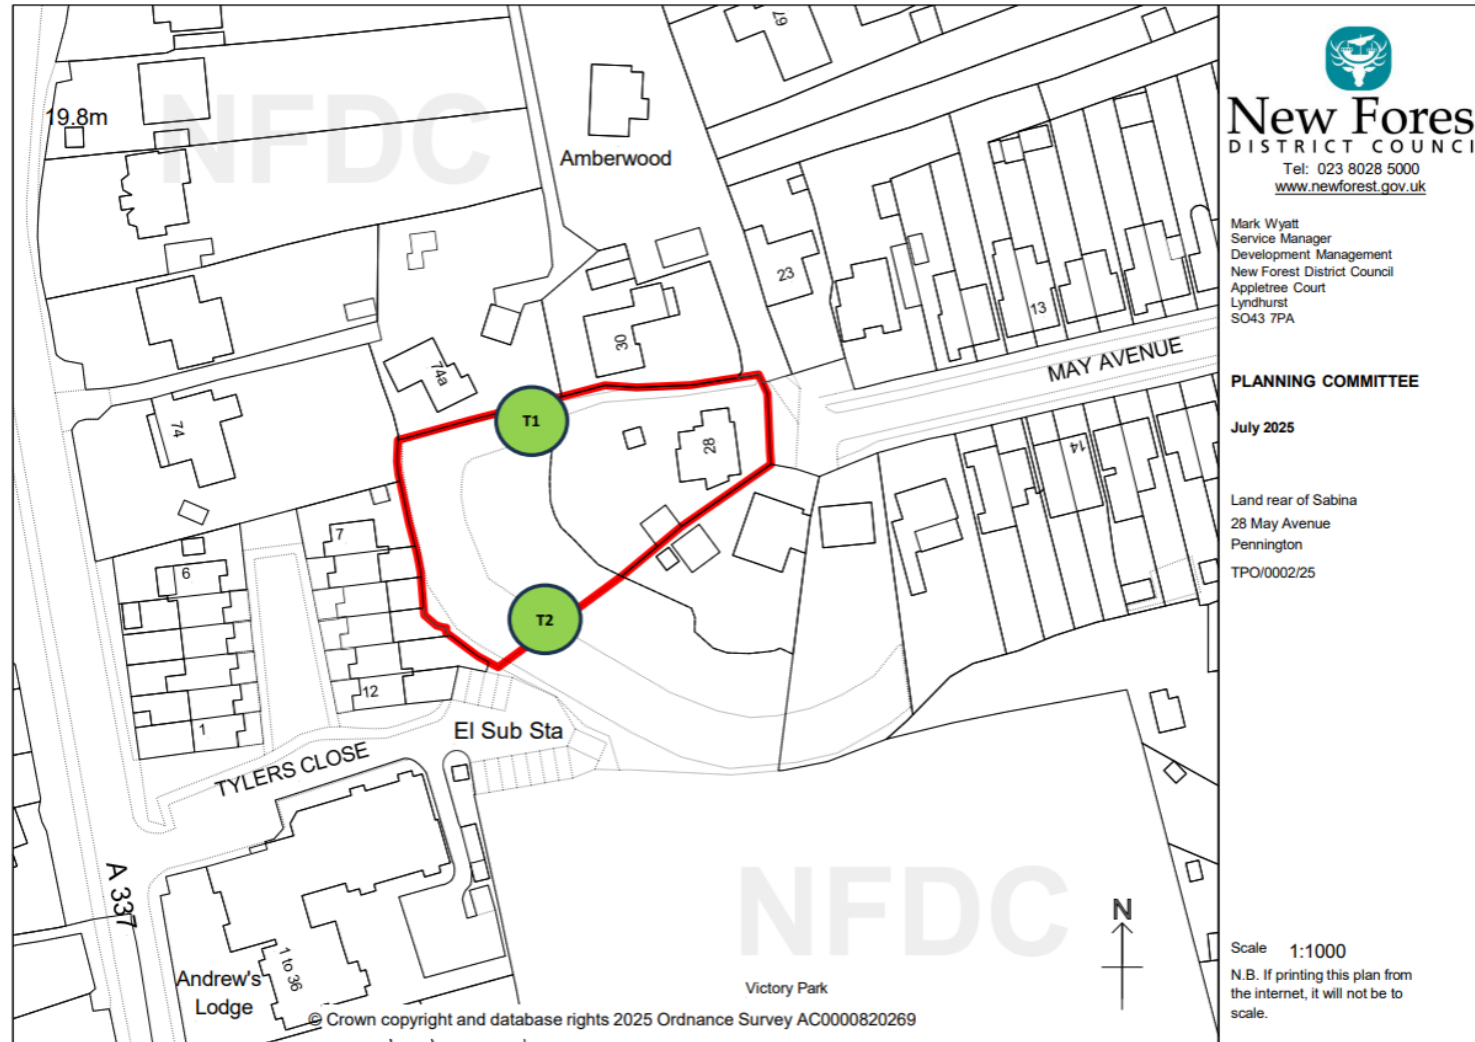 NFDC
19.8m
Amberwood
67
23
13
30
74a
MAY AVENUE
74
T1
28
14
7
6
T2
12
1
El Sub Sta
TYLERS CLOSE
A 337
NFDC
N
1 to 36
Andrew's
Lodge
Victory Park
© Crown copyright and database rights 2025 Ordnance Survey AC0000820269
New Fores
DISTRICT COUNCI
Tel: 023 8028 5000
www.newforest.gov.uk
Mark Wyatt
Service Manager
Development Management
New Forest District Council
Appletree Court
Lyndhurst
SO43 7PA
PLANNING COMMITTEE
July 2025
Land rear of Sabina
28 May Avenue
Pennington
TPO/0002/25
Scale 1:1000
N.B. If printing this plan from
the internet, it will not be to
scale.